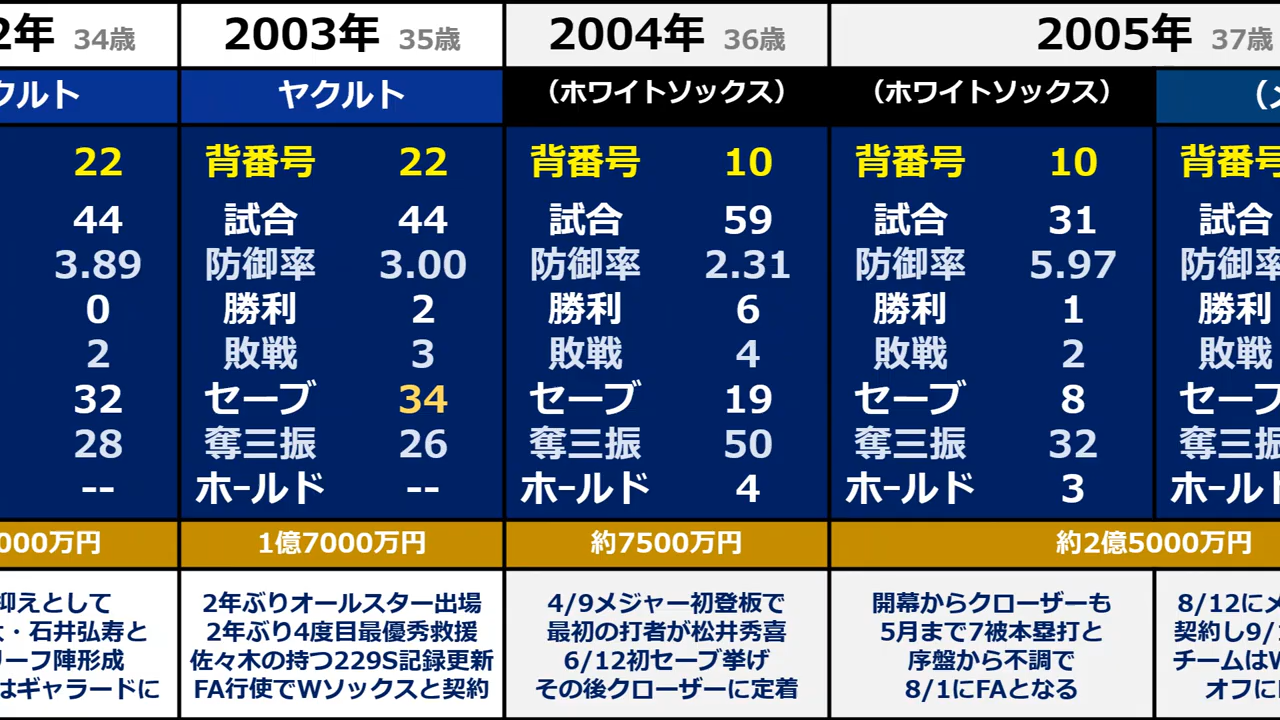 2年 34歳
クルト
22
44
3.89
0
2
32
28
--
000万円
抑えとして
・石井弘寿と
リーフ陣形成
はギャラードに
2003年 35歳
ヤクルト
背番号 22
試合 44
防御率 3.00
勝利 2
敗戦 3
セーブ 34
奪三振 26
ホールド --
1億7000万円
2年ぶりオールスター出場
2年ぶり4度目最優秀救援
佐々木の持つ229S記録更新
FA行使でWソックスと契約
2004年 36歳
（ホワイトソックス）
背番号 10
試合 59
防御率 2.31
勝利 6
敗戦 4
セーブ 19
奪三振 50
ホールド 4
約7500万円
4/9メジャー初登板で
最初の打者が松井秀喜
6/12初セーブ挙げ
その後クローザーに定着
2005年 37歳
（ホワイトソックス）
背番号 10
試合 31
防御率 5.97
勝利 1
敗戦 2
セーブ 8
奪三振 32
ホールド 3
約2億5000万円
開幕からクローザーも
5月まで7被本塁打と
序盤から不調で
8/1にFAとなる
（メ
背番号
試合
防御率
勝利
敗戦
セーブ
奪三振
ホールド
8/12にメ
契約し9/1
チームはW
オフに